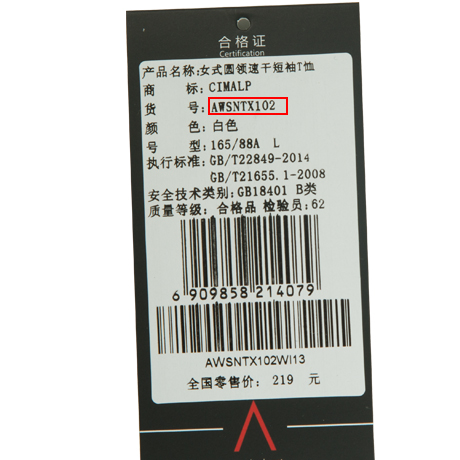 合格证
Certification
产品名称:女式圆领速干短袖T恤
商 标:CIMALP
货 号:AWSNTX102
颜 色:白色
号 型:165/88A L
执行标准:GB/T22849-2014
GB/T21655.1-2008
安全技术类别:GB18401 B类
质量等级: 合格品 检验员:62
6 909858 214079
AWSNTX102WI13
全国零售价: 219 元